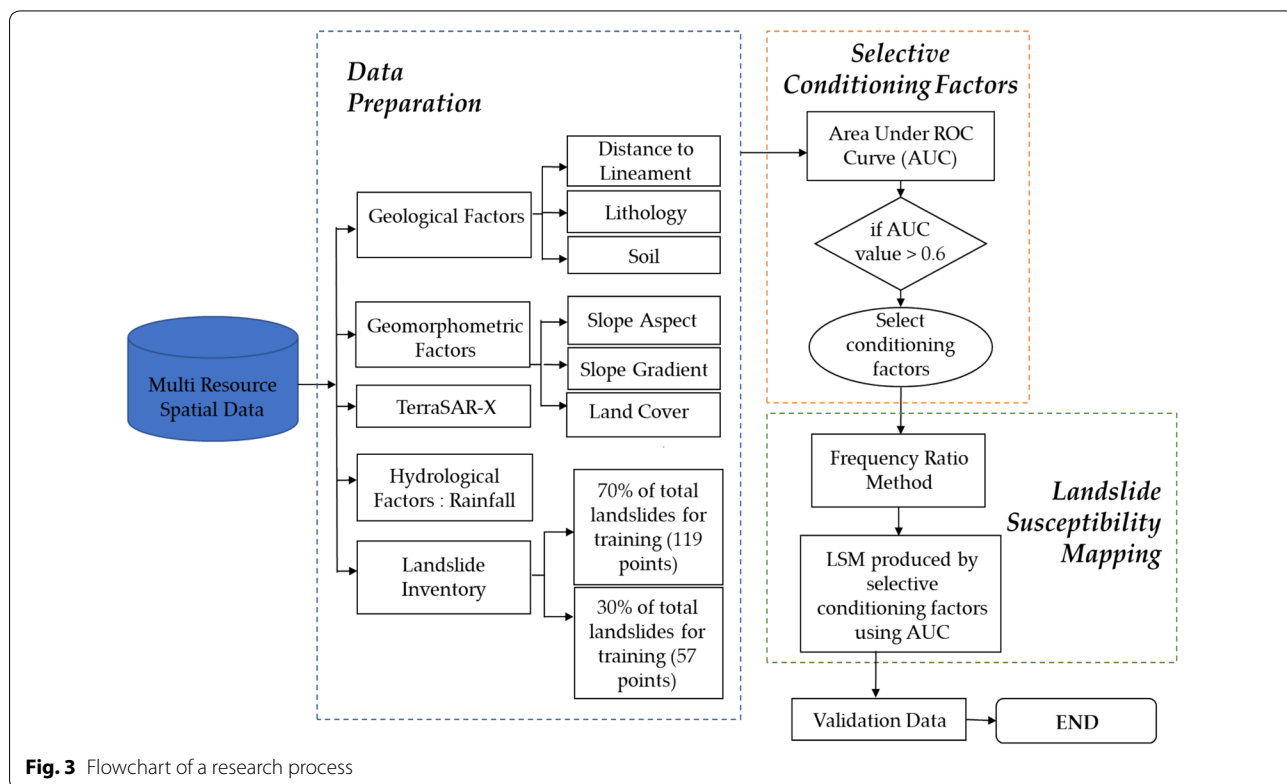 Data
Preparation
Selective
Conditioning Factors
Multi Resource
Spatial Data
Geological Factors
Distance to
Lineament
Lithology
Soil
Geomorphometric
Factors
Slope Aspect
Slope Gradient
Land Cover
TerraSAR-X
Hydrological
Factors : Rainfall
Landslide
Inventory
70% of total
landslides for
training (119
points)
30% of total
landslides for
training (57
points)
Area Under ROC
Curve (AUC)
if AUC
value > 0.6
Select
conditioning
factors
Frequency Ratio
Method
Landslide
Susceptibility
Mapping
LSM produced by
selective
conditioning factors
using AUC
Validation Data
END
Fig. 3 Flowchart of a research process